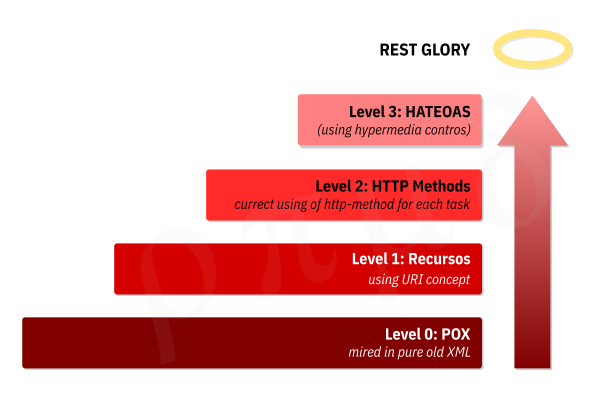 REST GLORY
Level 3: HATEOAS
(using hypermedia contros)
Level 2: HTTP Methods
currect using of http-method for each task
Level 1: Recursos
using URI concept
Level 0: POX
mired in pure old XML